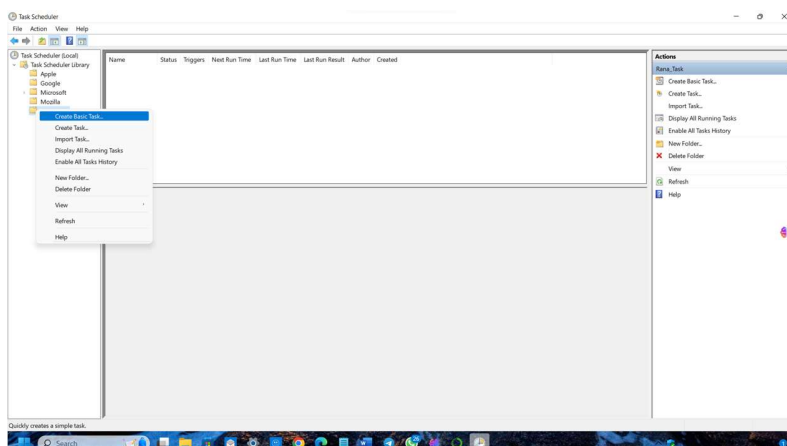 Task Scheduler
File Action View Help
Task Scheduler (Local)
Task Scheduler Library
Apple
Google
Microsoft
Mozilla
Create Basic Task...
Create Task...
Import Task...
Display All Running Tasks
Enable All Tasks History
New Folder...
Delete Folder
View
Refresh
Help
Name Status Triggers Next Run Time Last Run Time Last Run Result Author Created
Actions
Rana_Task
Create Basic Task...
Create Task...
Import Task...
Display All Running Tasks
Enable All Tasks History
New Folder...
Delete Folder
View
Refresh
Help
Quickly creates a simple task.
Search